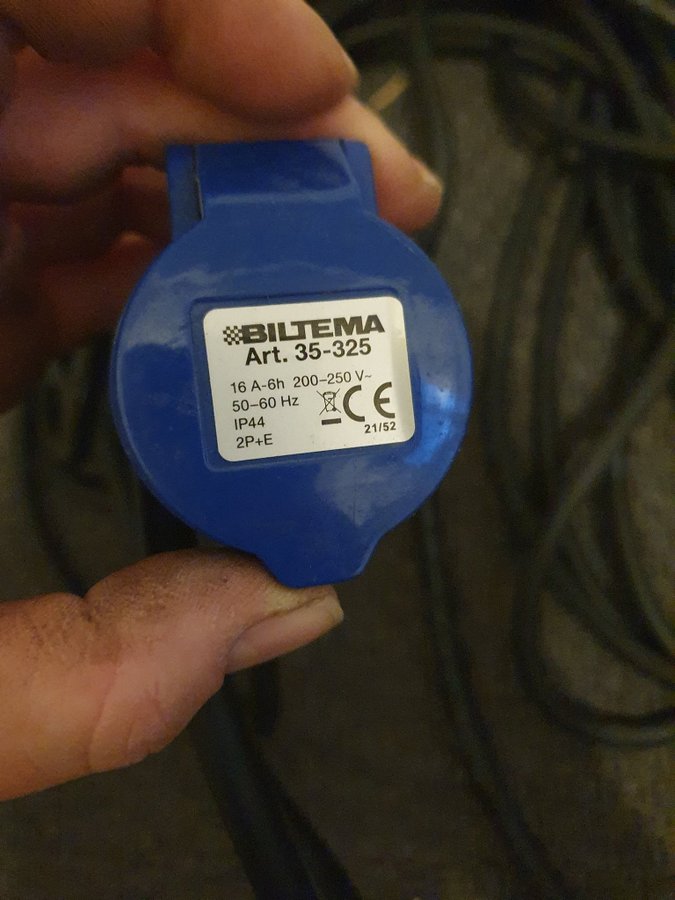 BILTEMA
Art. 35-325
16 A-6h 200–250 V~
50–60 Hz
IP44 CE
2P+E
21/52